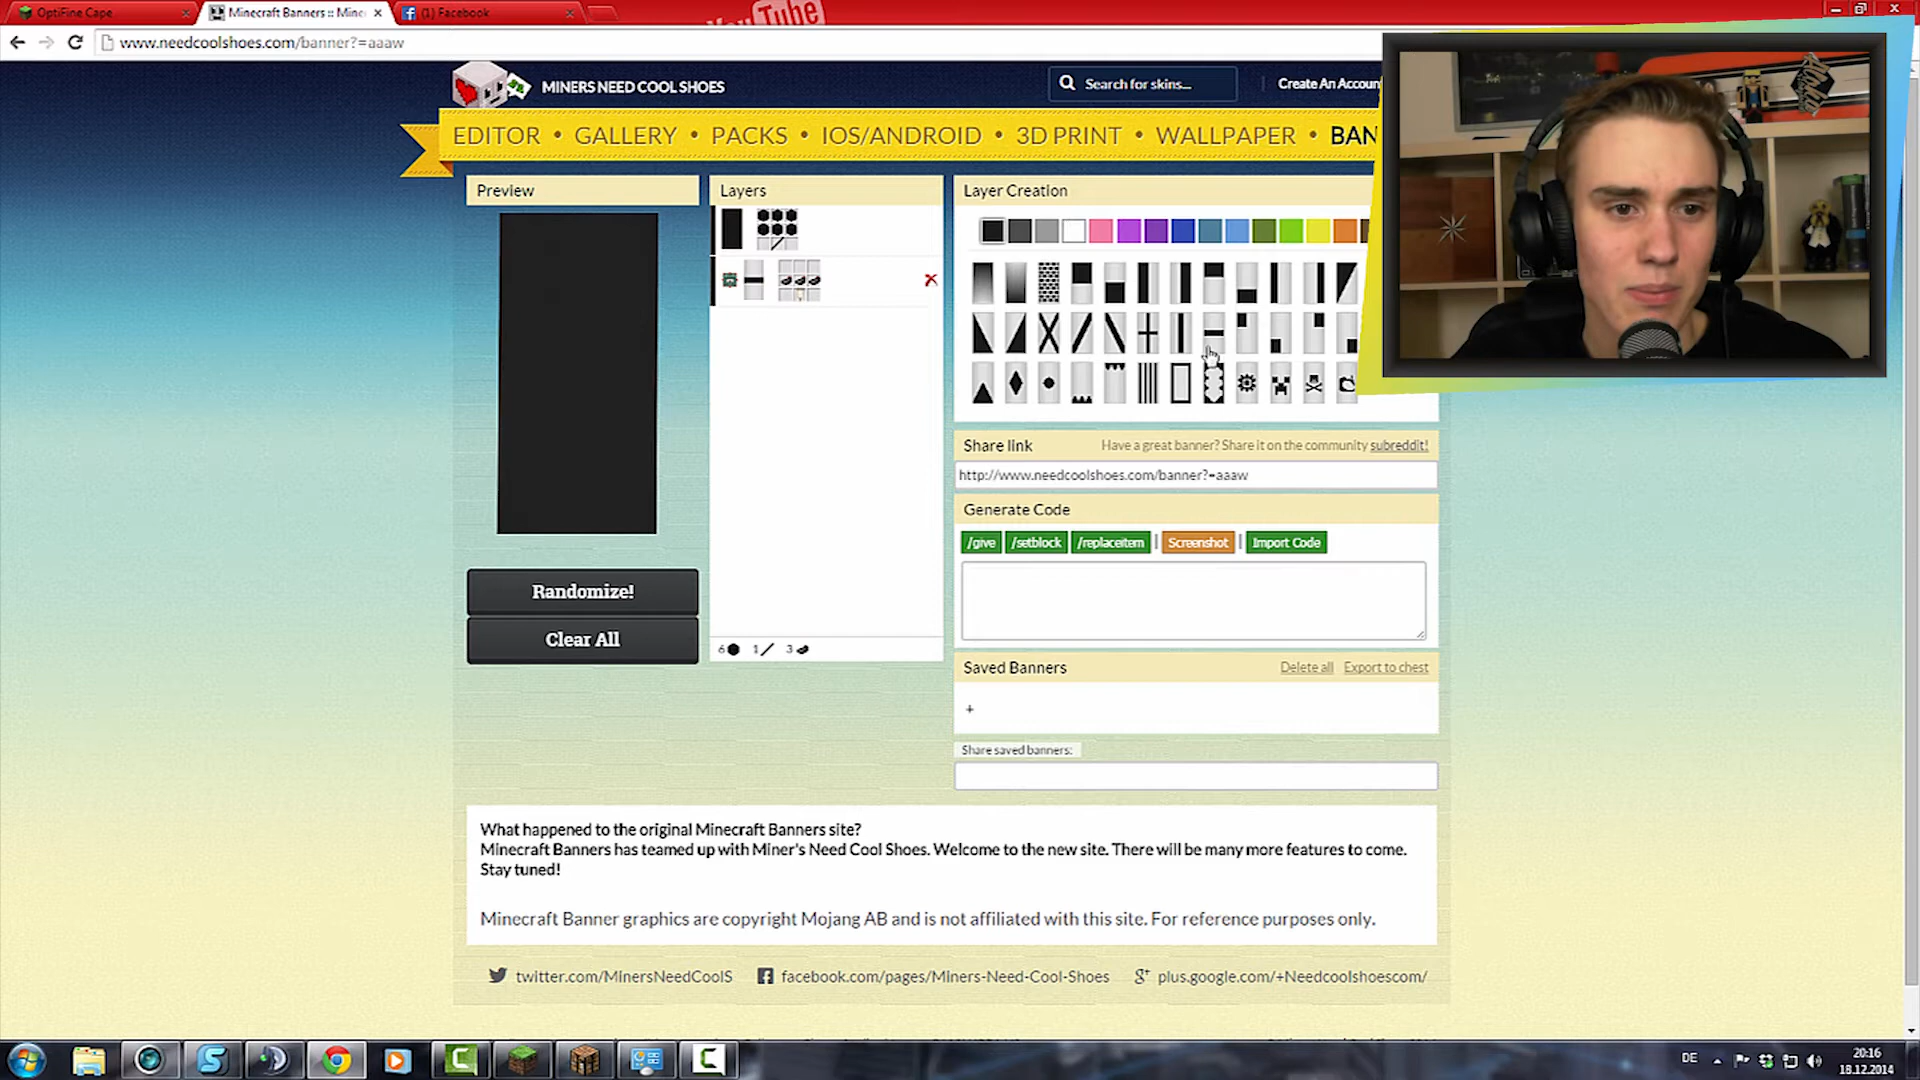 OptiFine Cape
Minecraft Banners :: Mine
(1) Facebook
You Tube
www.needcoolshoes.com/banner?=aaaw
MINERS NEED COOL SHOES
Search for skins...
Create An Accoun
EDITOR • GALLERY • PACKS • IOS/ANDROID • 3D PRINT • WALLPAPER • BAN
Preview
Layers
Layer Creation
Share link
Have a great banner? Share it on the community subreddit!
http://www.needcoolshoes.com/banner?=aaaw
Generate Code
/give
/setblock
/replaceitem
Screenshot
Import Code
Randomize!
Clear All
6 1 3
Saved Banners
Delete all
Export to chest
+
Share saved banners:
What happened to the original Minecraft Banners site?
Minecraft Banners has teamed up with Miner's Need Cool Shoes. Welcome to the new site. There will be many more features to come.
Stay tuned!
Minecraft Banner graphics are copyright Mojang AB and is not affiliated with this site. For reference purposes only.
twitter.com/MinersNeedCoolS
facebook.com/pages/Miners-Need-Cool-Shoes
plus.google.com/+Needcoolshoescom/
DE
20:16
18.12.2014